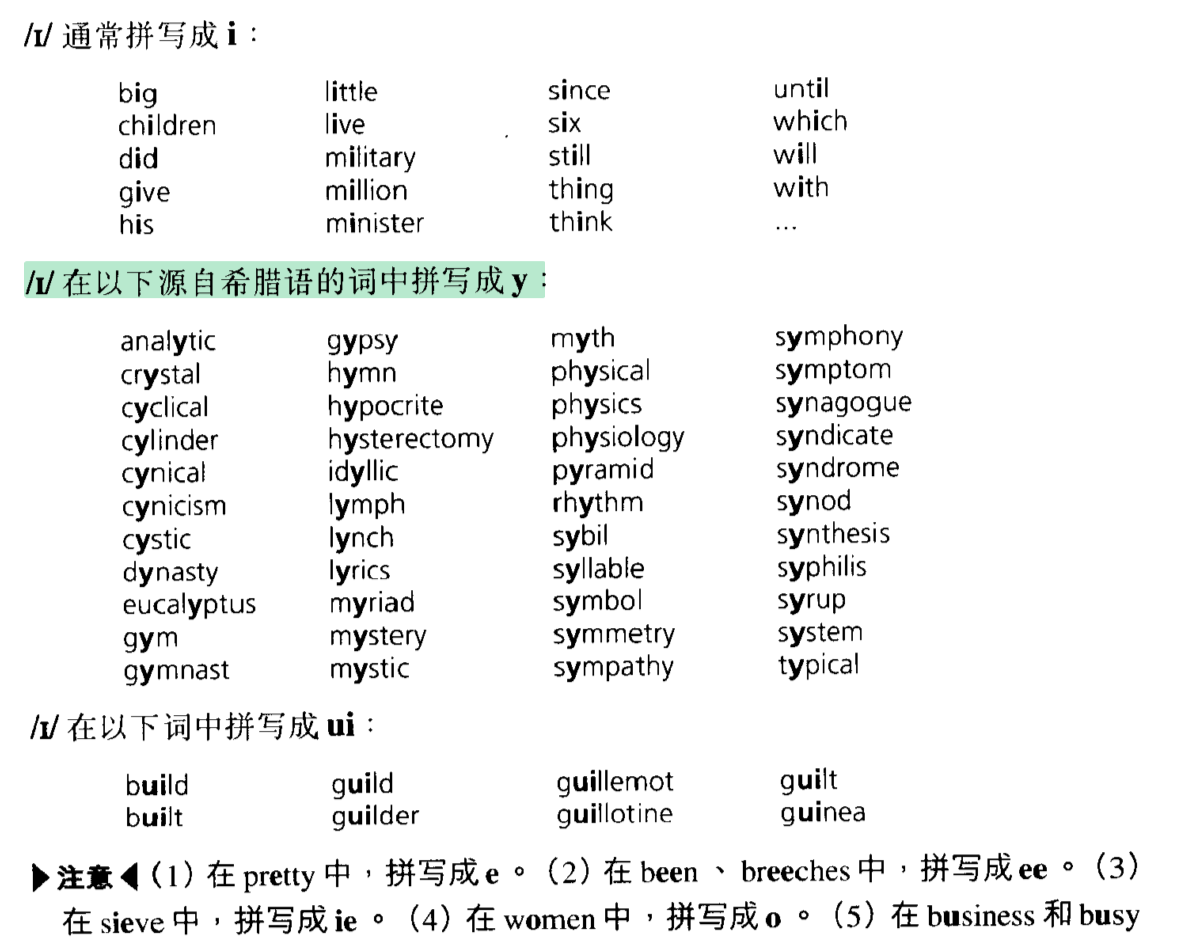 /ɪ/ 通常拼写成 i：
big little since until
children live six which
did military still will
give million thing with
his minister think ...
/ɪ/ 在以下源自希腊语的词中拼写成 y：
analytic gypsy myth symphony
crystal hymn physical symptom
cyclical hypocrite physics synagogue
cylinder hysterectomy physiology syndicate
cynical idyllic pyramid syndrome
cynicism lymph rhythm synod
cystic lynch sybil synthesis
dynasty lyrics syllable syphilis
eucalyptus myriad symbol syrup
gym mystery symmetry system
gymnast mystic sympathy typical
/ɪ/ 在以下词中拼写成 ui：
build guild guillemot guilt
built guilder guillotine guinea
▶注意◀（1）在 pretty 中，拼写成 e。（2）在 been、breeches 中，拼写成 ee。（3）
在 sieve 中，拼写成 ie。（4）在 women 中，拼写成 o。（5）在 business 和 busy